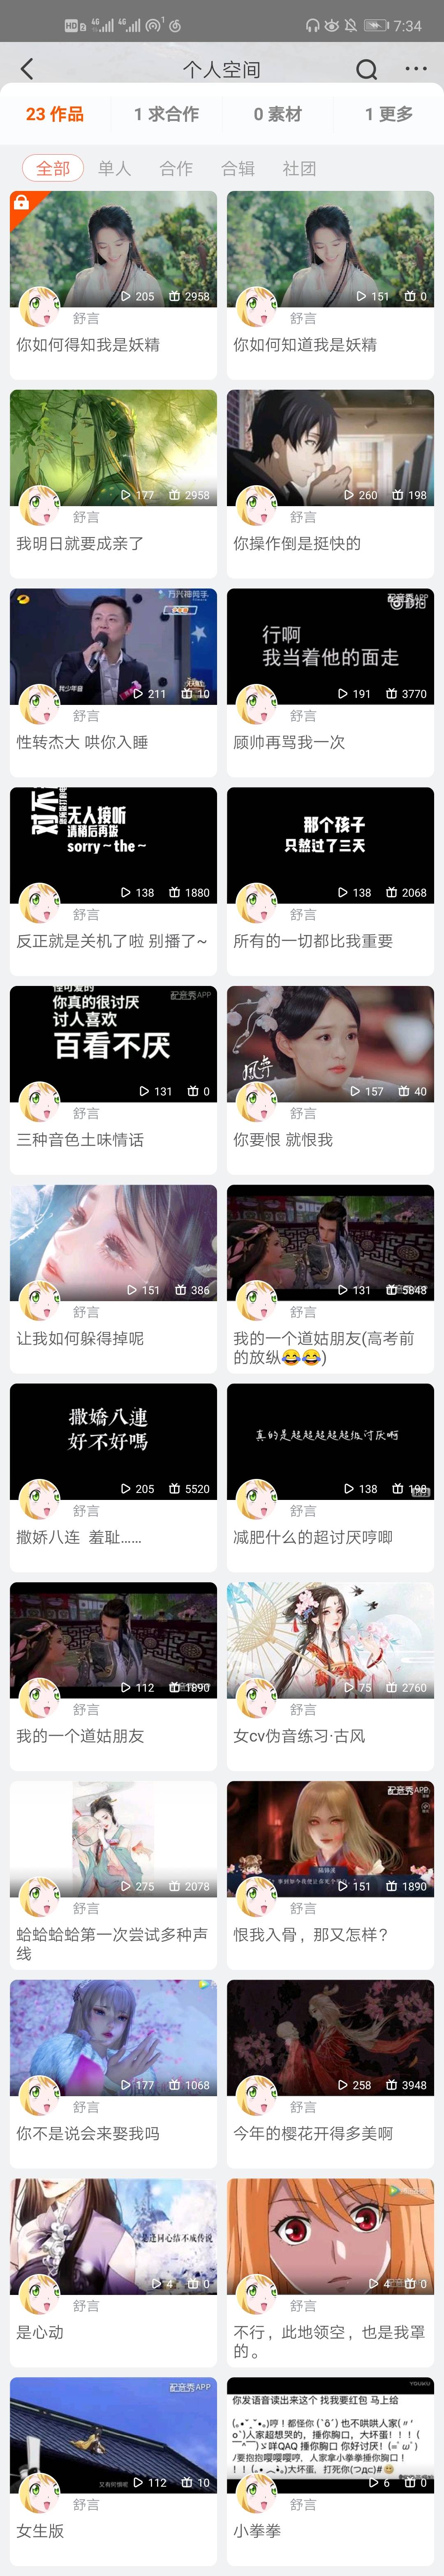 HD 2 4G 4G 1
7:34
个人空间
23 作品
1 求合作
0 素材
1 更多
全部
单人
合作
合辑
社团
205 2958
舒言
你如何得知我是妖精
151 0
舒言
你如何知道我是妖精
177 2958
舒言
我明日就要成亲了
260 198
舒言
你操作倒是挺快的
211 10
舒言
性转杰大 哄你入睡
配音秀APP
行啊
我当着他的面走
191 3770
舒言
顾帅再骂我一次
对不
无人接听
请稍后再拨
sorry~the~
138 1880
舒言
反正就是关机了啦 别播了~
那个孩子
只熬过了三天
138 2068
舒言
所有的一切都比我重要
怪可爱的
你真的很讨厌
讨人喜欢
百看不厌
配音秀APP
131 0
舒言
三种音色土味情话
157 40
舒言
你要恨 就恨我
151 386
舒言
让我如何躲得掉呢
131 5848
舒言
我的一个道姑朋友(高考前
的放纵😂😂)
撒嬌八連
好不好嗎
205 5520
舒言
撒娇八连 羞耻……
真的是超超超超超级讨厌啊
138 198
舒言
减肥什么的超讨厌哼唧
112 1890
舒言
我的一个道姑朋友
75 2760
舒言
女cv伪音练习·古风
275 2078
舒言
蛤蛤蛤蛤第一次尝试多种声
线
配音秀APP
151 1890
舒言
恨我入骨，那又怎样?
177 1068
舒言
你不是说会来娶我吗
258 3948
舒言
今年的樱花开得多美啊
4 0
舒言
是心动
4 0
舒言
不行，此地领空，也是我罩
的。
配音秀APP
112 10
舒言
女生版
YOUKU
你发语音读出来这个 找我要红包 马上给
6 0
舒言
小拳拳